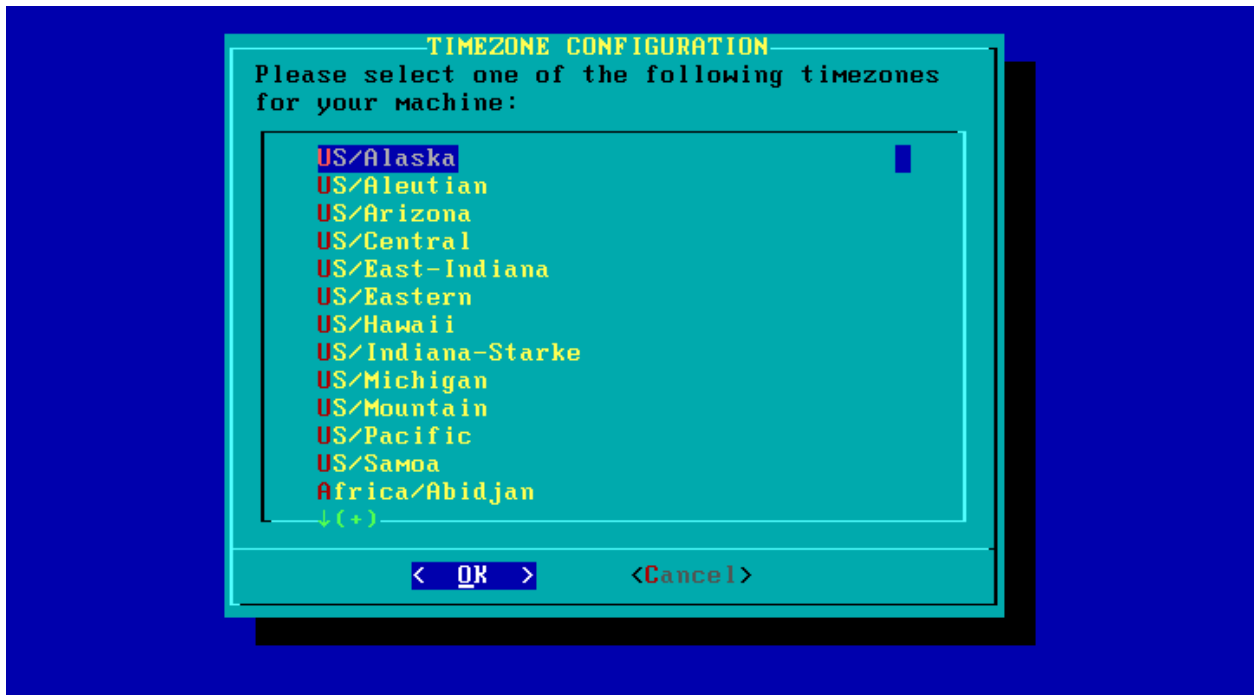 TIMEZONE CONFIGURATION
Please select one of the following timezones
for your machine:
US/Alaska
US/Aleutian
US/Arizona
US/Central
US/East-Indiana
US/Eastern
US/Hawaii
US/Indiana-Starke
US/Michigan
US/Mountain
US/Pacific
US/Samoa
Africa/Abidjan
↓(+)
< OK > <Cancel>